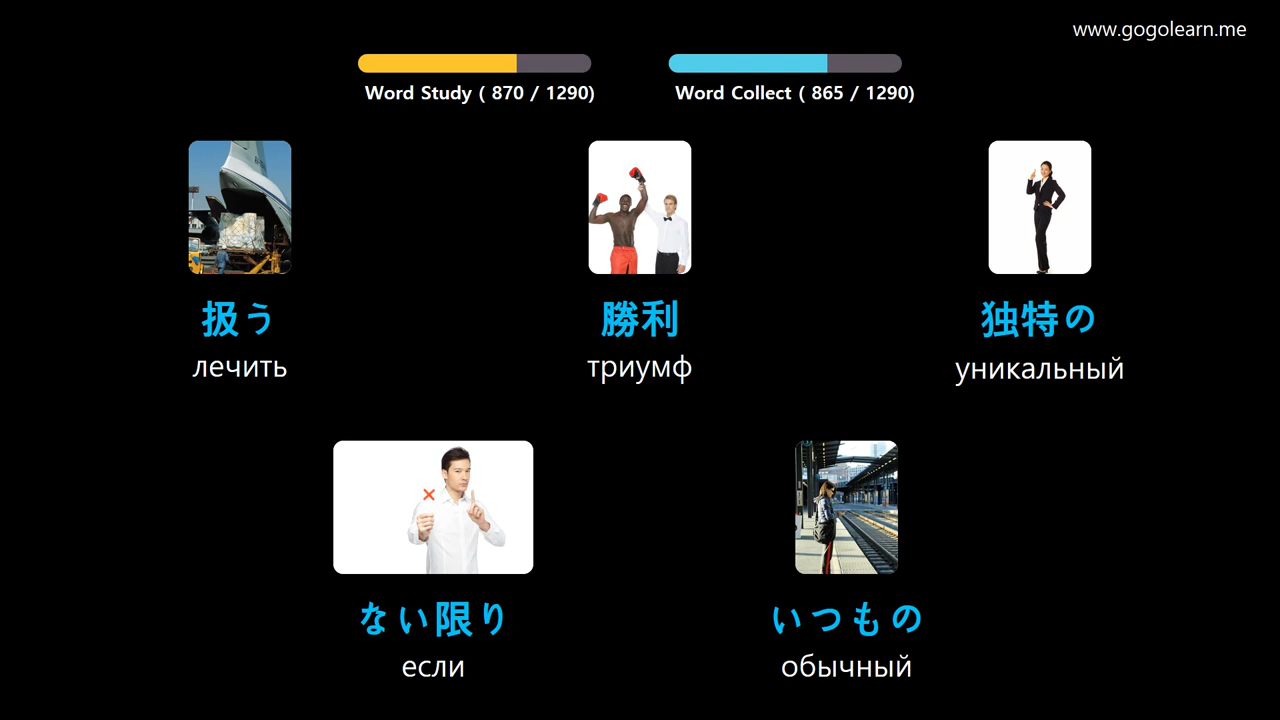 www.gogolearn.me
Word Study ( 870 / 1290)
Word Collect ( 865 / 1290)
扱う
лечить
勝利
триумф
独特の
уникальный
ない限り
если
いつもの
обычный